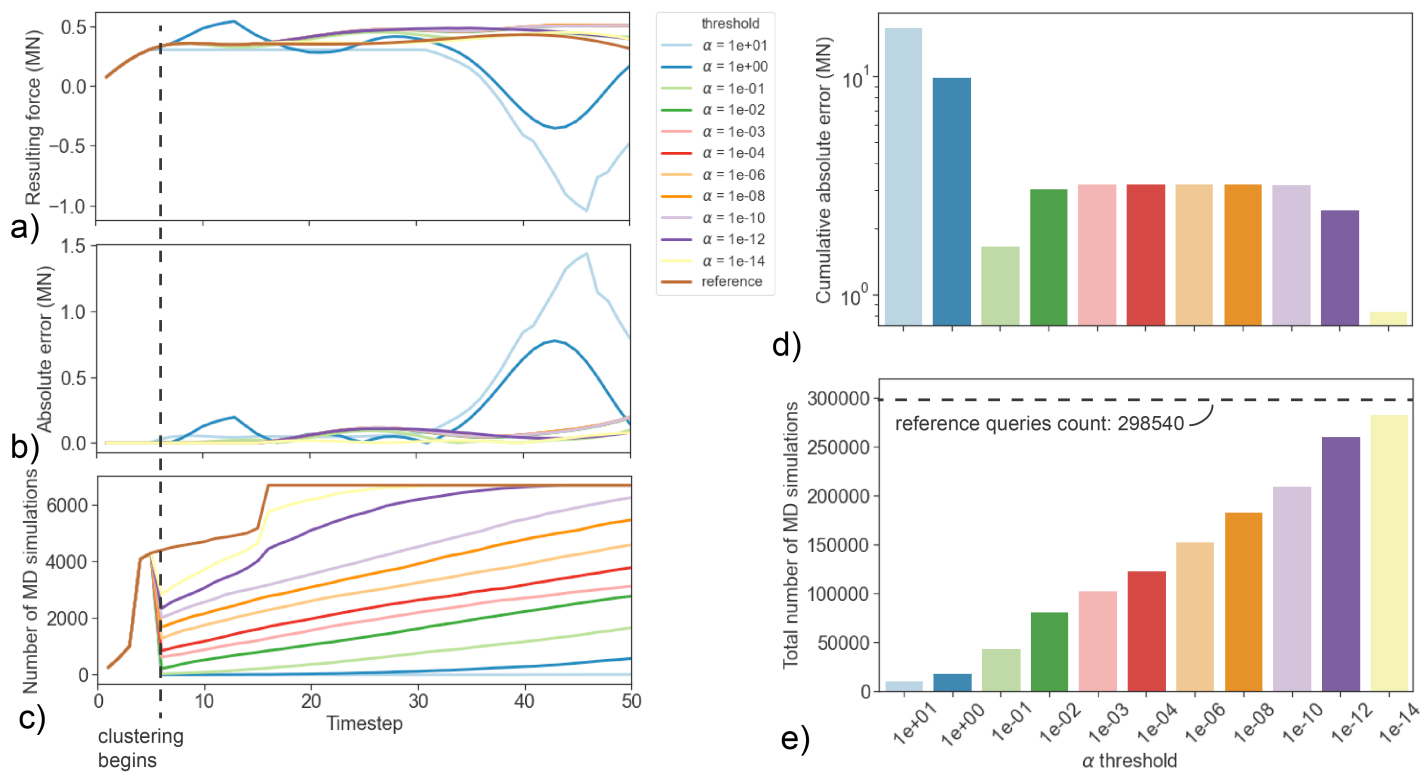 a)
Resulting force (MN)
0.5
0.0
−0.5
−1.0
b)
Absolute error (MN)
1.5
1.0
0.5
0.0
c)
Number of MD simulations
6000
4000
2000
0
0 10 20 30 40 50
Timestep
clustering
begins
threshold
α = 1e+01
α = 1e+00
α = 1e-01
α = 1e-02
α = 1e-03
α = 1e-04
α = 1e-06
α = 1e-08
α = 1e-10
α = 1e-12
α = 1e-14
reference
d)
Cumulative absolute error (MN)
10¹
10⁰
e)
Total number of MD simulations
300000
250000
200000
150000
100000
50000
0
reference queries count: 298540
1e+01 1e+00 1e-01 1e-02 1e-03 1e-04 1e-06 1e-08 1e-10 1e-12 1e-14
α threshold